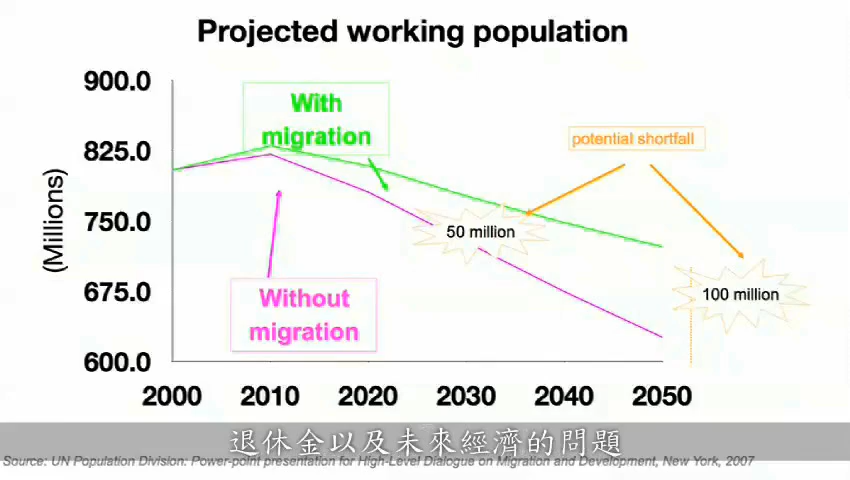 Projected working population
900.0
825.0
750.0
675.0
600.0
(Millions)
With
migration
Without
migration
potential shortfall
50 million
100 million
2000 2010 2020 2030 2040 2050
退休金以及未來經濟的問題
Source: UN Population Division: Power-point presentation for High-Level Dialogue on Migration and Development, New York, 2007